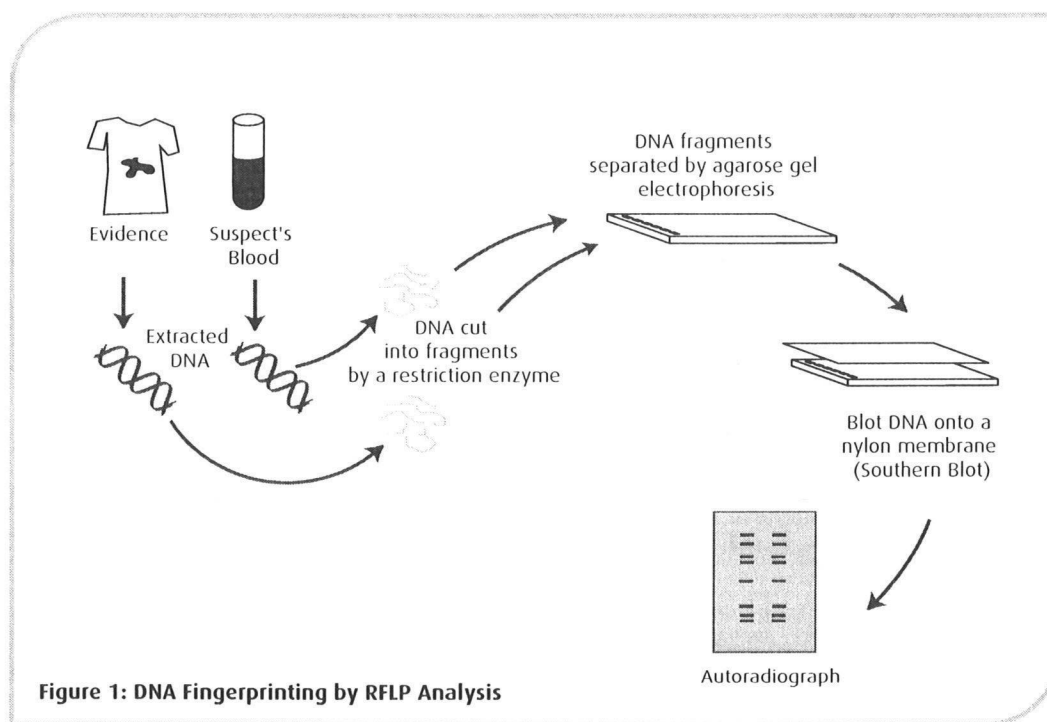 Evidence
Suspect's
Blood
Extracted
DNA
DNA cut
into fragments
by a restriction enzyme
DNA fragments
separated by agarose gel
electrophoresis
Blot DNA onto a
nylon membrane
(Southern Blot)
Autoradiograph
Figure 1: DNA Fingerprinting by RFLP Analysis